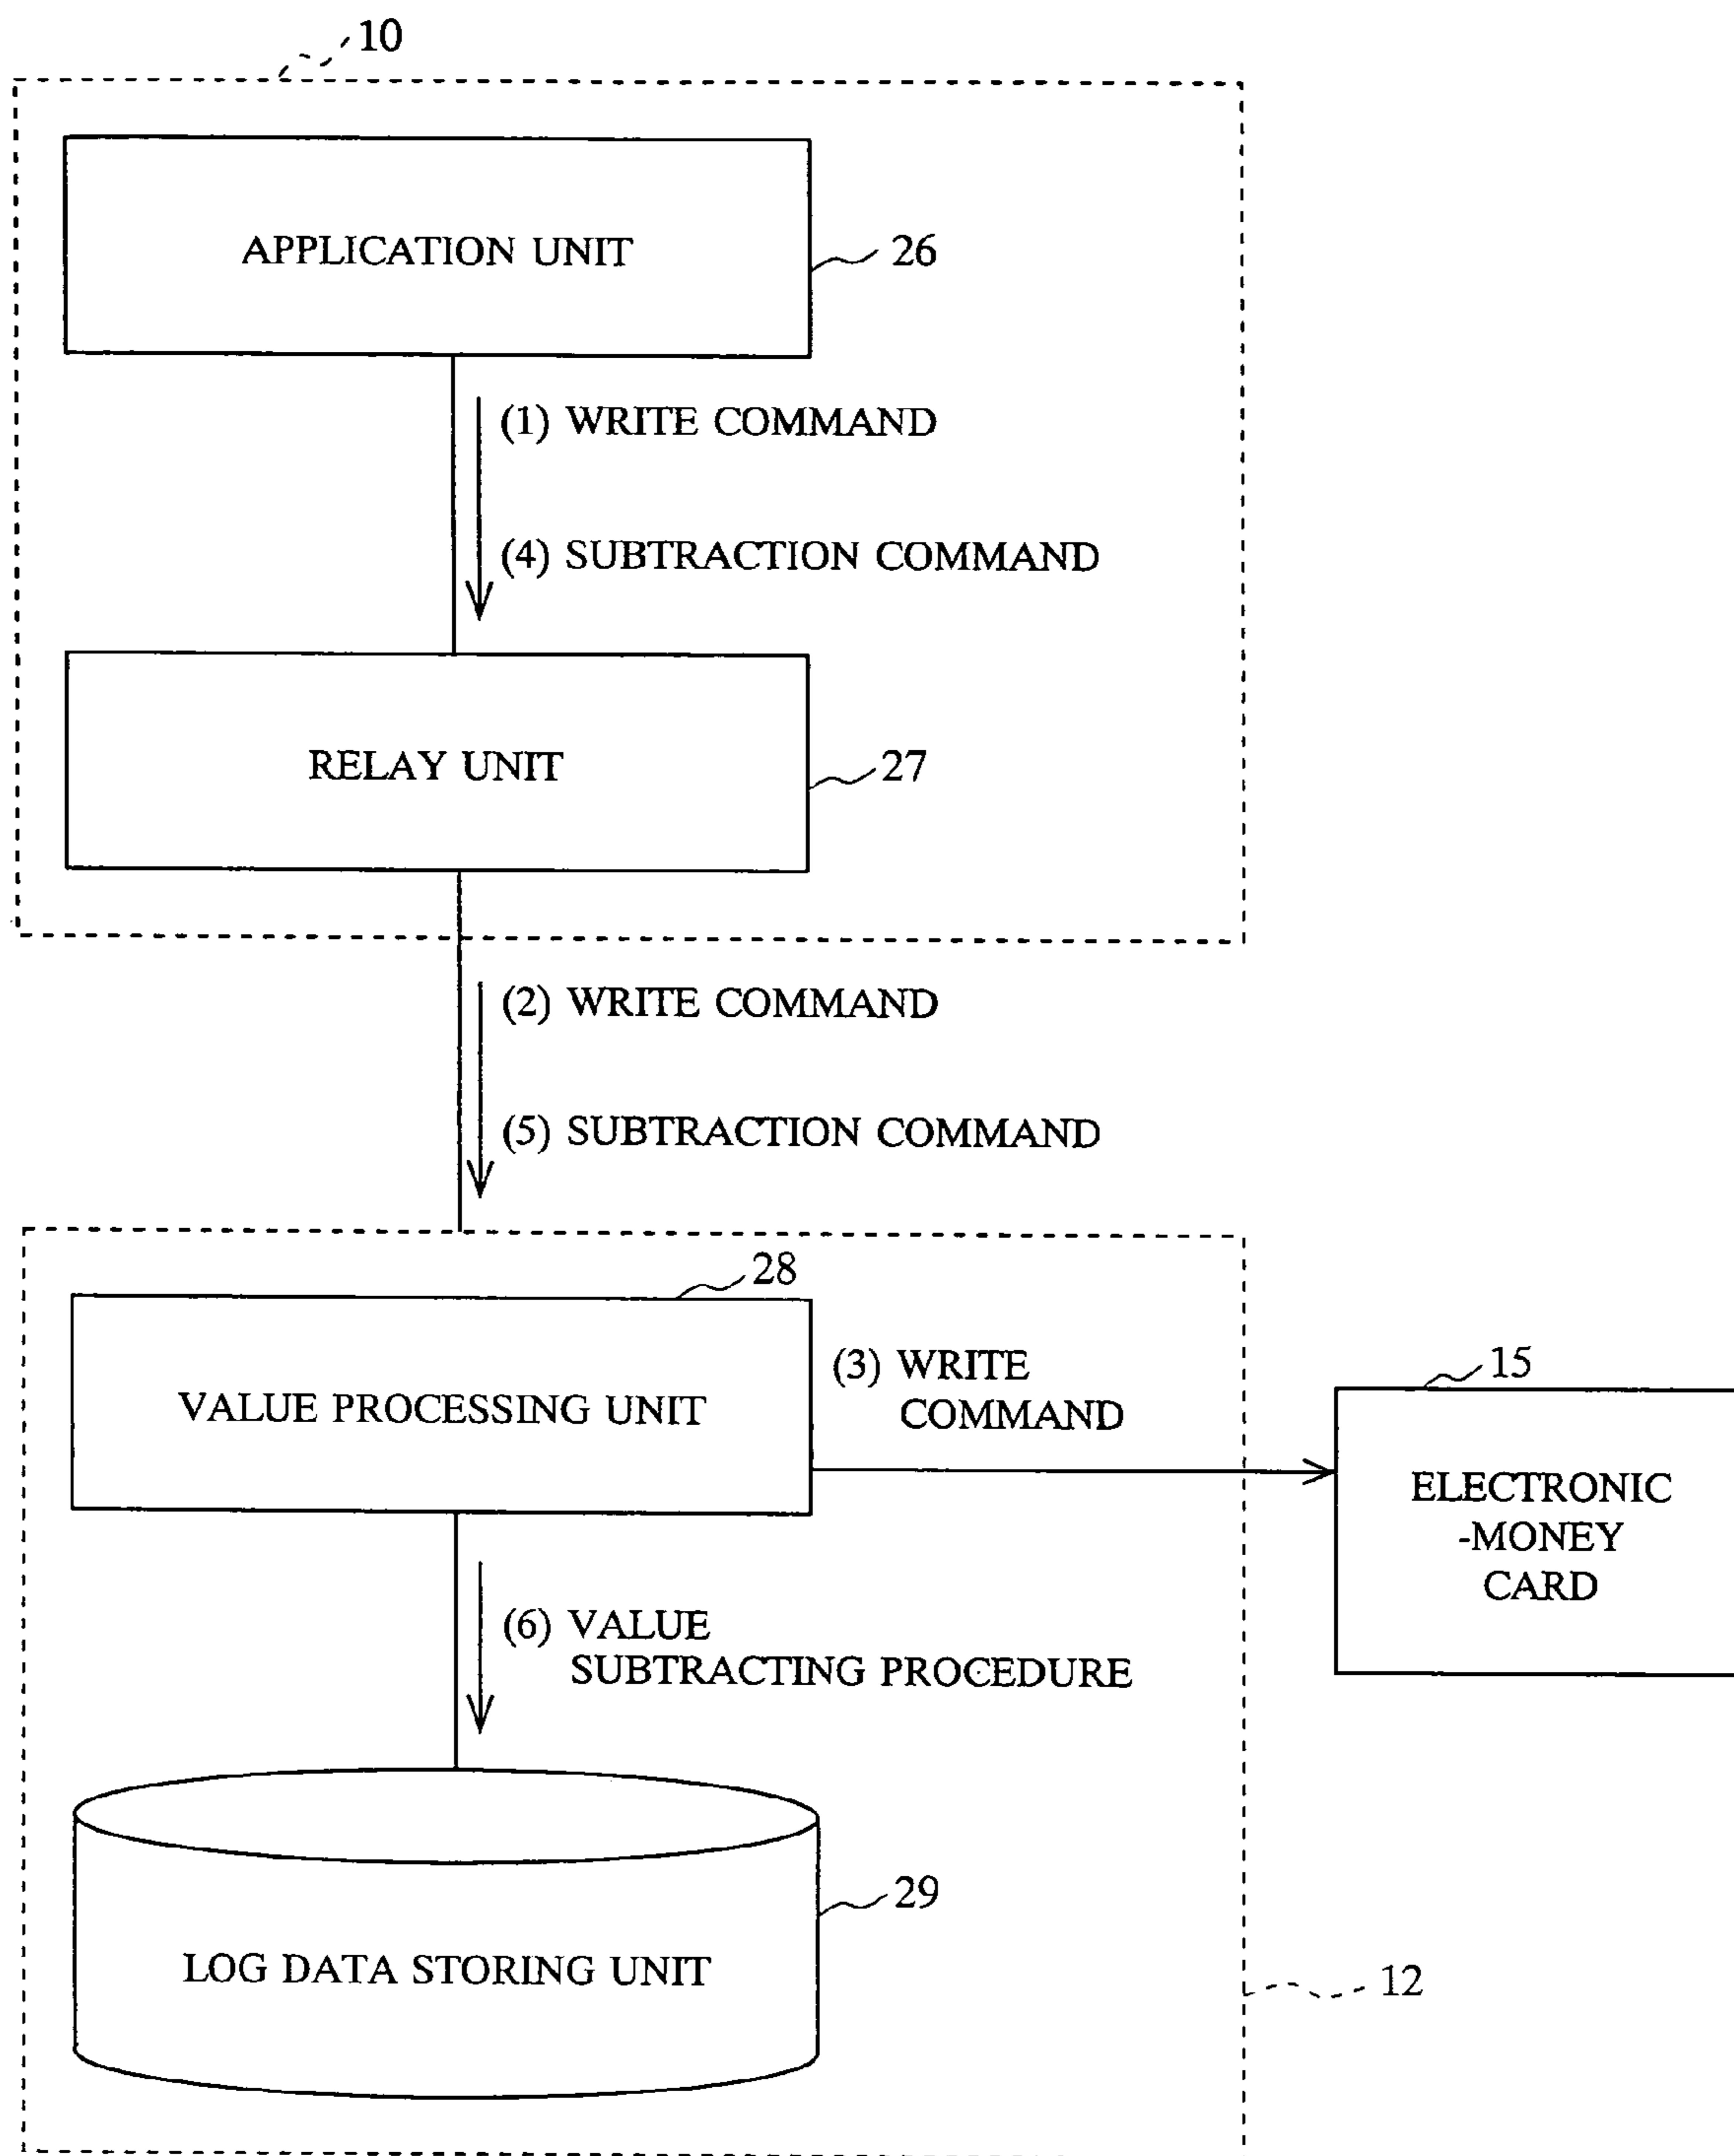 10
APPLICATION UNIT
26
(1) WRITE COMMAND
(4) SUBTRACTION COMMAND
RELAY UNIT
27
(2) WRITE COMMAND
(5) SUBTRACTION COMMAND
28
VALUE PROCESSING UNIT
(3) WRITE
COMMAND
15
ELECTRONIC
-MONEY
CARD
(6) VALUE
SUBTRACTING PROCEDURE
29
LOG DATA STORING UNIT
12